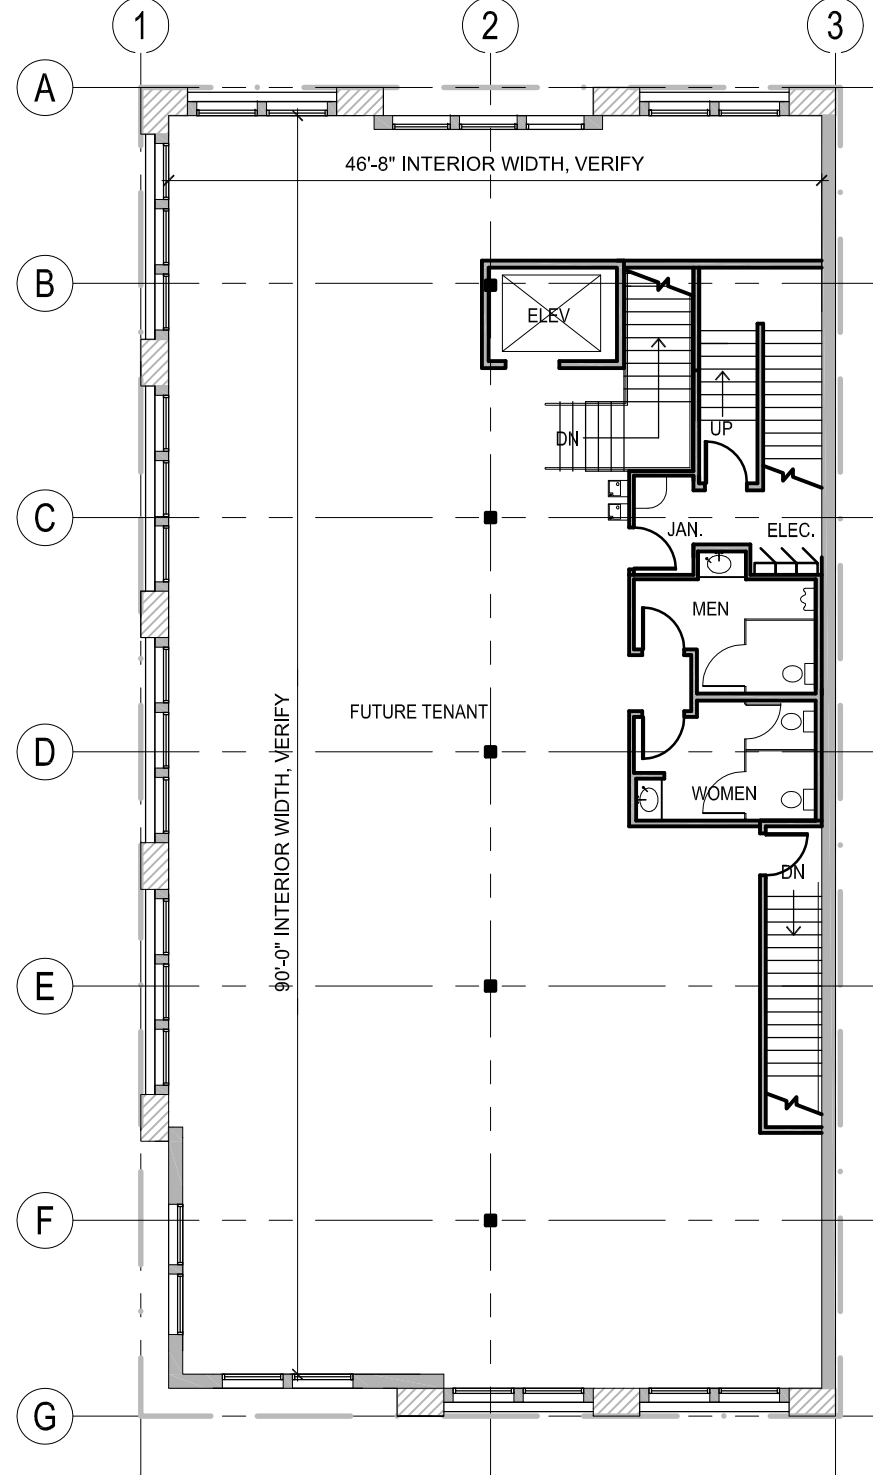 1
2
3
A
46'-8" INTERIOR WIDTH, VERIFY
B
ELEV
DN
UP
C
JAN.
ELEC.
MEN
90'-0" INTERIOR WIDTH, VERIFY
FUTURE TENANT
D
WOMEN
DN
E
F
G